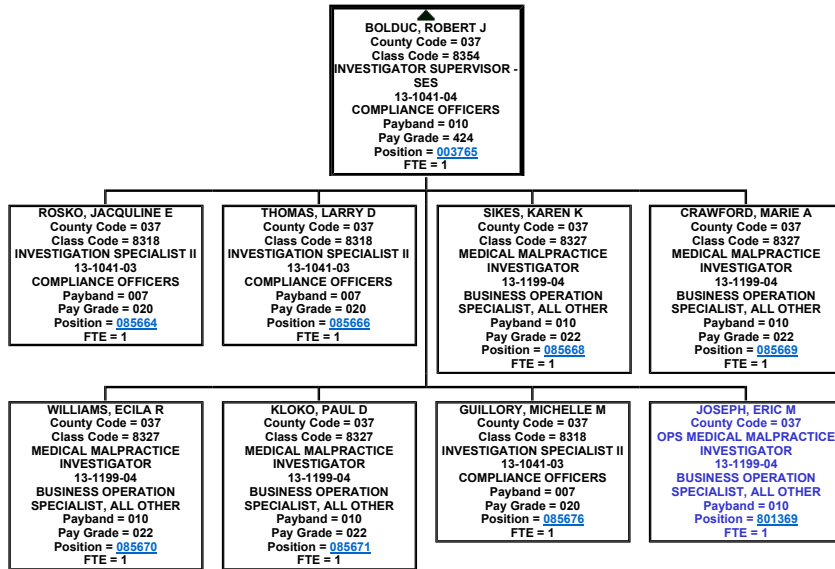 BOLDUC, ROBERT J
County Code = 037
Class Code = 8354
INVESTIGATOR SUPERVISOR -
SES
13-1041-04
COMPLIANCE OFFICERS
Payband = 010
Pay Grade = 424
Position = 003765
FTE = 1
ROSKO, JACQULINE E
County Code = 037
Class Code = 8318
INVESTIGATION SPECIALIST II
13-1041-03
COMPLIANCE OFFICERS
Payband = 007
Pay Grade = 020
Position = 085664
FTE = 1
THOMAS, LARRY D
County Code = 037
Class Code = 8318
INVESTIGATION SPECIALIST II
13-1041-03
COMPLIANCE OFFICERS
Payband = 007
Pay Grade = 020
Position = 085666
FTE = 1
SIKES, KAREN K
County Code = 037
Class Code = 8327
MEDICAL MALPRACTICE
INVESTIGATOR
13-1199-04
BUSINESS OPERATION
SPECIALIST, ALL OTHER
Payband = 010
Pay Grade = 022
Position = 085668
FTE = 1
CRAWFORD, MARIE A
County Code = 037
Class Code = 8327
MEDICAL MALPRACTICE
INVESTIGATOR
13-1199-04
BUSINESS OPERATION
SPECIALIST, ALL OTHER
Payband = 010
Pay Grade = 022
Position = 085669
FTE = 1
WILLIAMS, ECILA R
County Code = 037
Class Code = 8327
MEDICAL MALPRACTICE
INVESTIGATOR
13-1199-04
BUSINESS OPERATION
SPECIALIST, ALL OTHER
Payband = 010
Pay Grade = 022
Position = 085670
FTE = 1
KLOKO, PAUL D
County Code = 037
Class Code = 8327
MEDICAL MALPRACTICE
INVESTIGATOR
13-1199-04
BUSINESS OPERATION
SPECIALIST, ALL OTHER
Payband = 010
Pay Grade = 022
Position = 085671
FTE = 1
GUILLORY, MICHELLE M
County Code = 037
Class Code = 8318
INVESTIGATION SPECIALIST II
13-1041-03
COMPLIANCE OFFICERS
Payband = 007
Pay Grade = 020
Position = 085676
FTE = 1
JOSEPH, ERIC M
County Code = 037
OPS MEDICAL MALPRACTICE
INVESTIGATOR
13-1199-04
BUSINESS OPERATION
SPECIALIST, ALL OTHER
Payband = 010
Position = 801369
FTE = 1